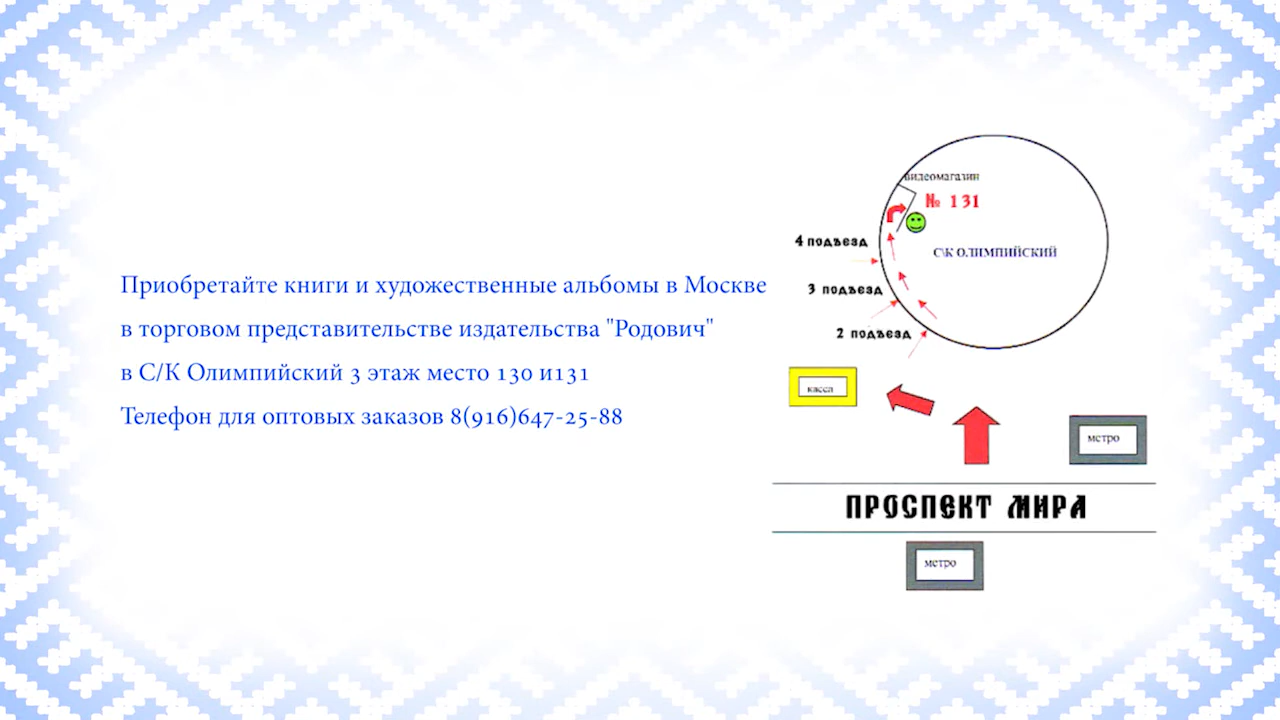 Приобретайте книги и художественные альбомы в Москве
в торговом представительстве издательства "Родович"
в С/К Олимпийский 3 этаж место 130 и131
Телефон для оптовых заказов 8(916)647-25-88
видеомагазин
№ 131
4 подъезд
С\К ОЛИМПИЙСКИЙ
3 подъезд
2 подъезд
касса
метро
ПРОСПЕКТ МИРА
метро